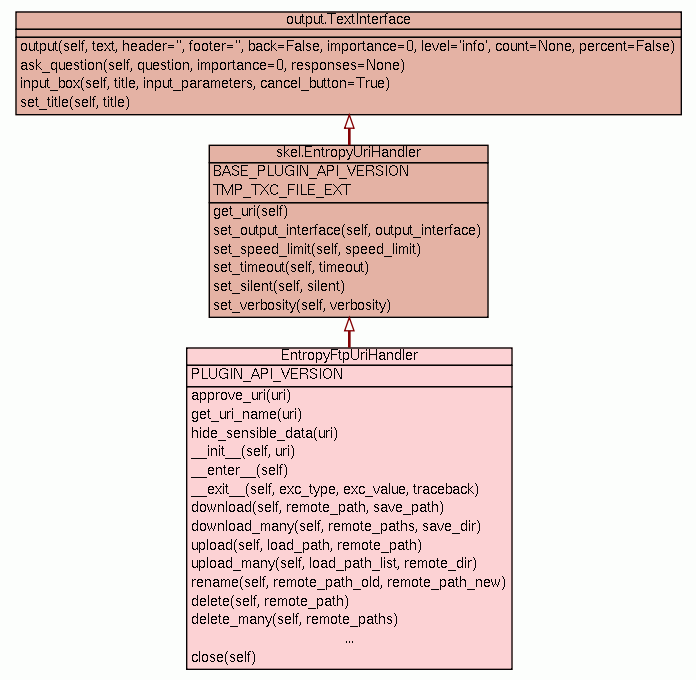 output.TextInterface
output(self, text, header='', footer='', back=False, importance=0, level='info', count=None, percent=False)
ask_question(self, question, importance=0, responses=None)
input_box(self, title, input_parameters, cancel_button=True)
set_title(self, title)
skel.EntropyUriHandler
BASE_PLUGIN_API_VERSION
TMP_TXC_FILE_EXT
get_uri(self)
set_output_interface(self, output_interface)
set_speed_limit(self, speed_limit)
set_timeout(self, timeout)
set_silent(self, silent)
set_verbosity(self, verbosity)
EntropyFtpUriHandler
PLUGIN_API_VERSION
approve_uri(uri)
get_uri_name(uri)
hide_sensible_data(uri)
__init__(self, uri)
__enter__(self)
__exit__(self, exc_type, exc_value, traceback)
download(self, remote_path, save_path)
download_many(self, remote_paths, save_dir)
upload(self, load_path, remote_path)
upload_many(self, load_path_list, remote_dir)
rename(self, remote_path_old, remote_path_new)
delete(self, remote_path)
delete_many(self, remote_paths)
...
close(self)